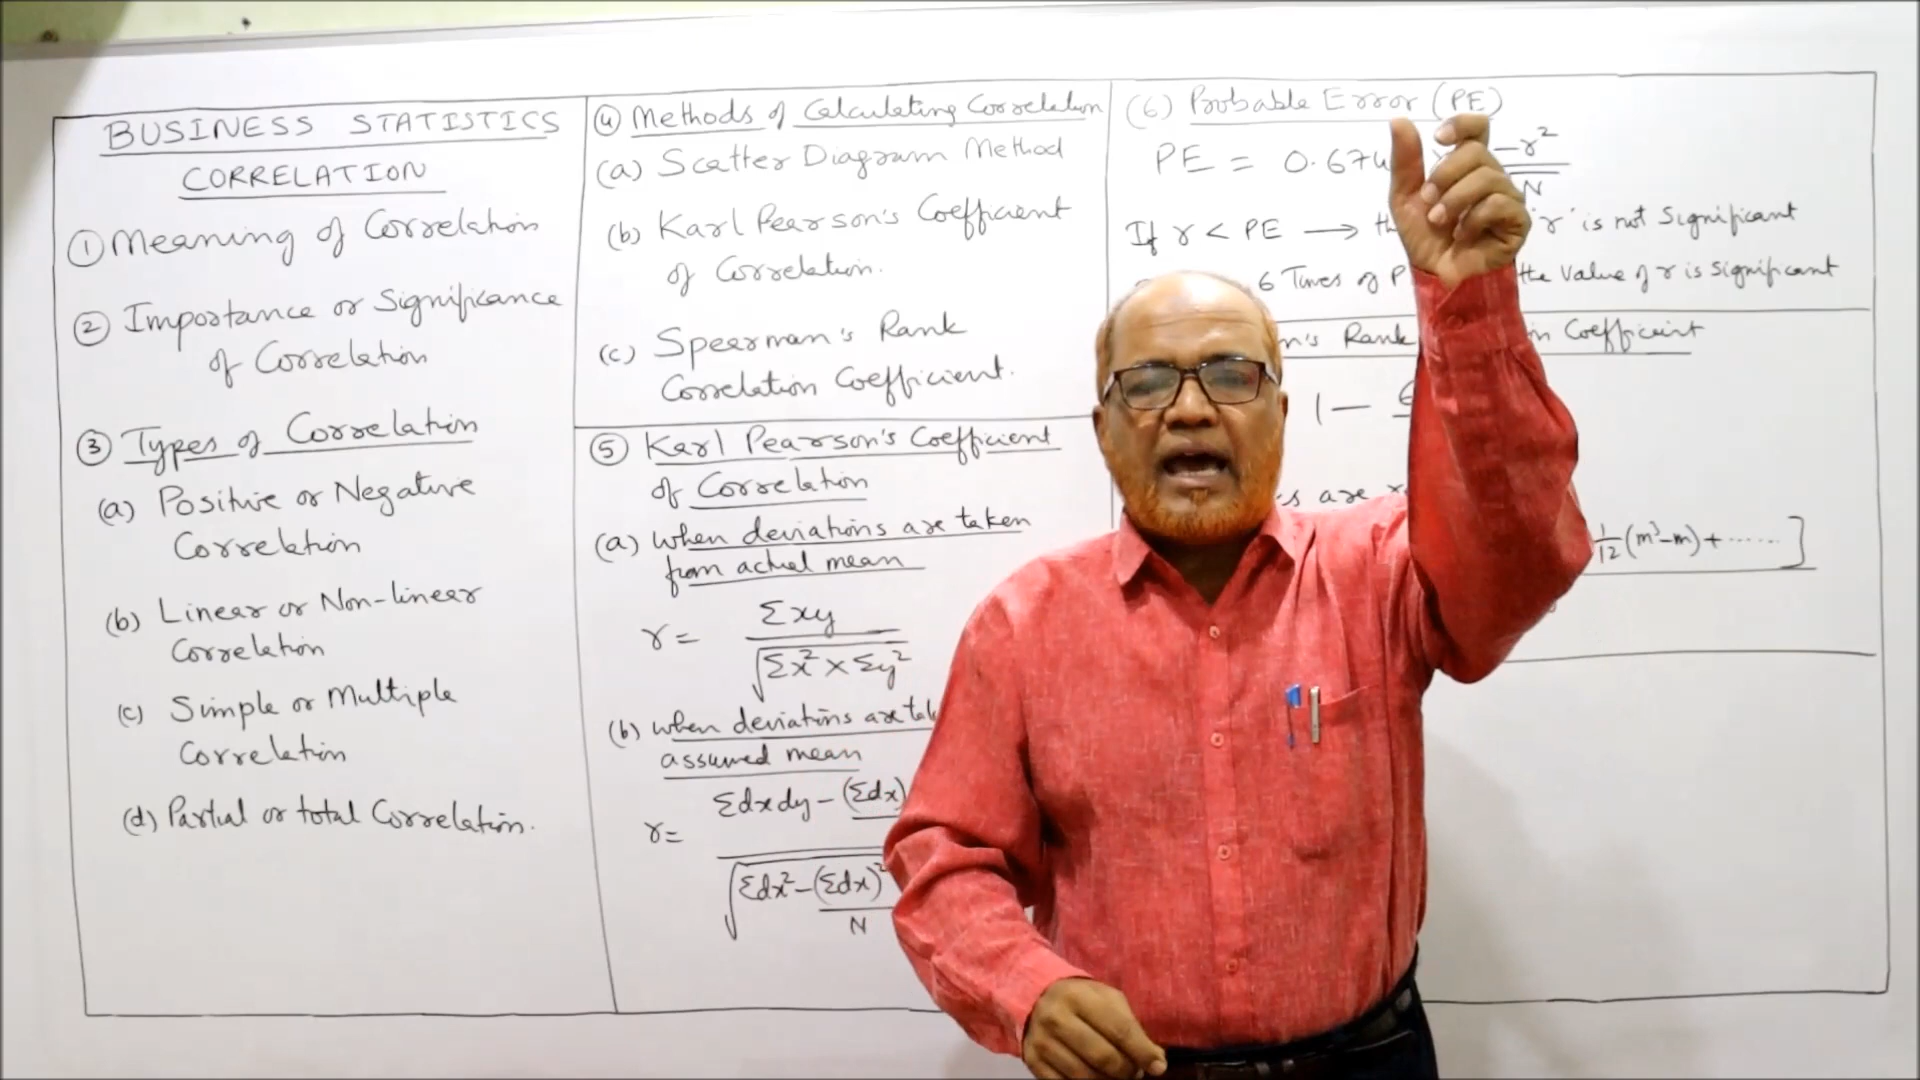 BUSINESS STATISTICS
CORRELATION
① Meaning of Correlation
② Importance or Significance
of Correlation
③ Types of Correlation
(a) Positive or Negative
Correlation
(b) Linear or Non-linear
Correlation
(c) Simple or Multiple
Correlation
(d) Partial or total Correlation.
④ Methods of Calculating Correlation
(a) Scatter Diagram Method
(b) Karl Pearson's Coefficient
of Correlation.
(c) Spearman's Rank
Correlation Coefficient.
⑤ Karl Pearson's Coefficient
of Correlation
(a) when deviations are taken
from actual mean
r = Σxy
√Σx² × Σy²
(b) when deviations are
assumed mean
Σdxdy – (Σdx)
r =
√Σdx² – (Σdx)²
N
(6) Probable Error (PE)
PE = 0.674 – r²
N
If r < PE → 'r' is not Significant
6 Times of the value of r is significant
Rank Coefficient
1 –
are
1/12 (m³–m) + ......]